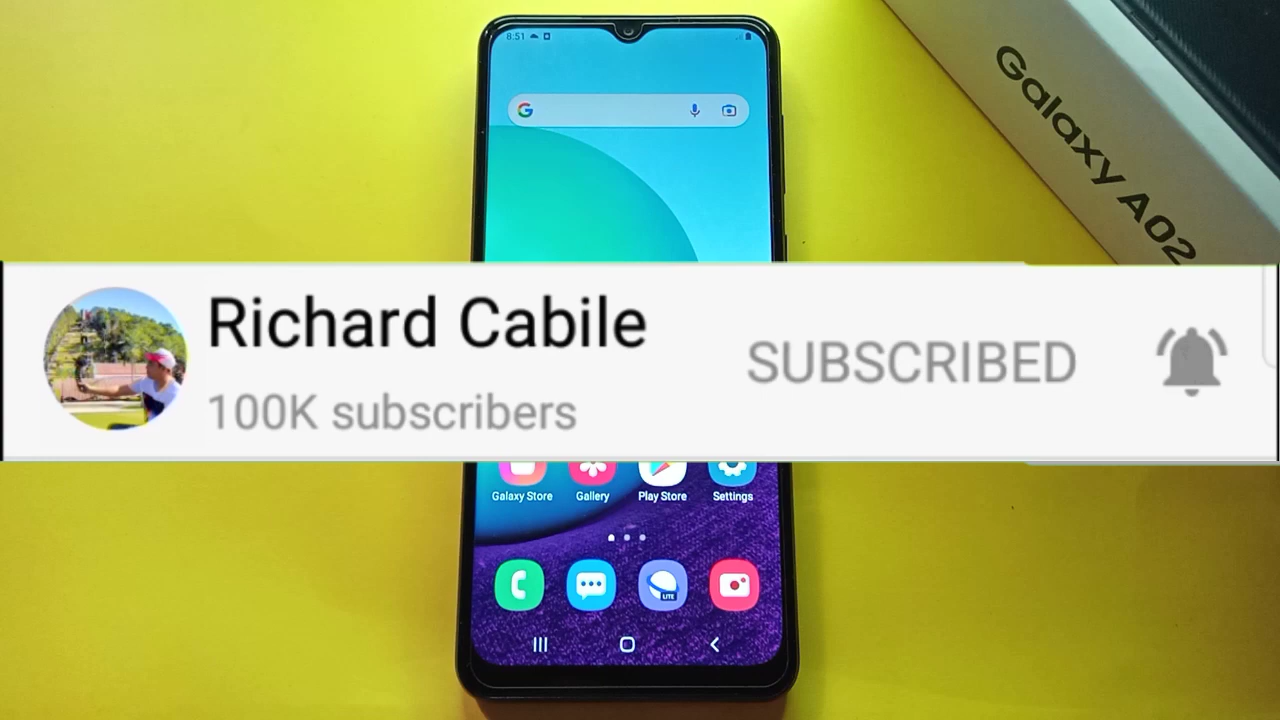 8:51
G
Galaxy A02
Richard Cabile
100K subscribers
SUBSCRIBED
Galaxy Store
Gallery
Play Store
Settings
LITE